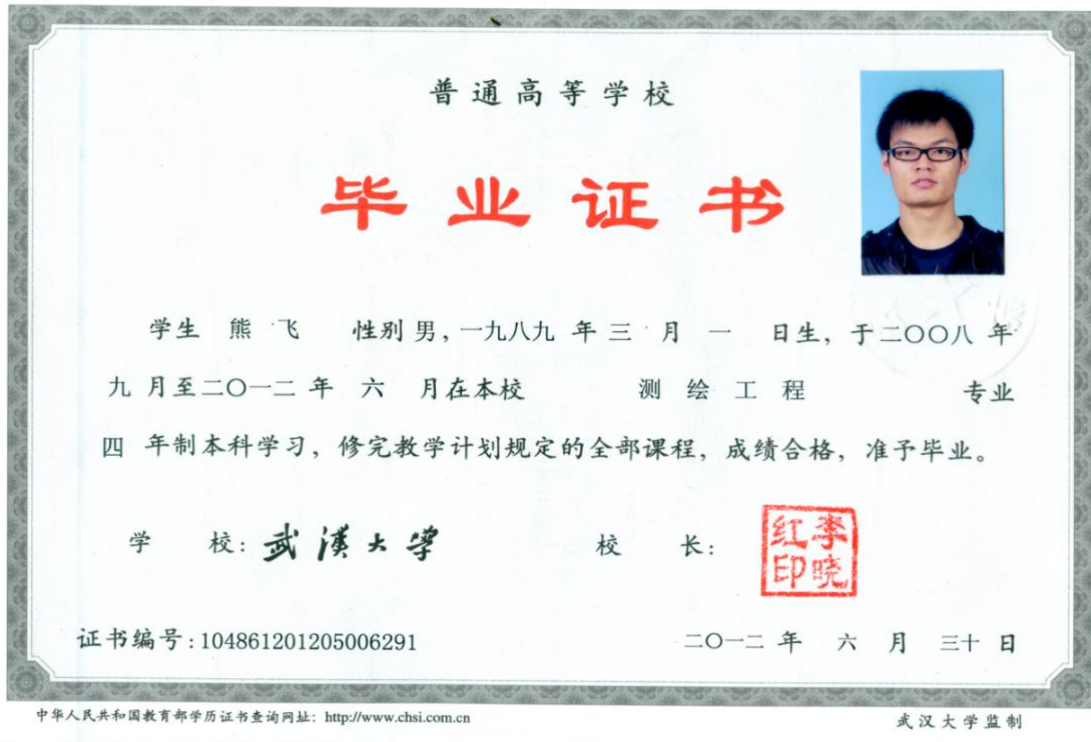 普通高等学校
毕业证书
学生 熊飞 性别 男，一九八九 年 三 月 一 日生，于二〇〇八 年
九 月至二〇一二 年 六 月在本校 测绘工程 专业
四 年制本科学习，修完教学计划规定的全部课程，成绩合格，准予毕业。
学 校：武漢大学 校 长：李晓红印
证书编号：104861201205006291 二〇一二 年 六 月 三十 日
中华人民共和国教育部学历证书查询网址：http://www.chsi.com.cn 武汉大学监制